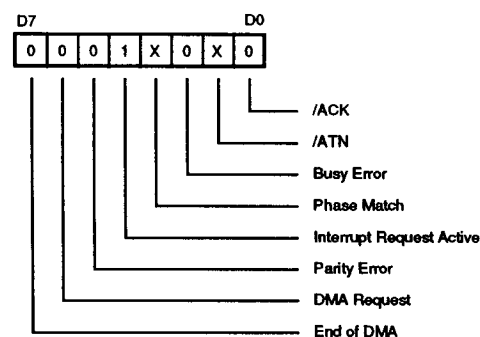 D7 D0
0 0 0 1 X 0 X 0
/ACK
/ATN
Busy Error
Phase Match
Interrupt Request Active
Parity Error
DMA Request
End of DMA